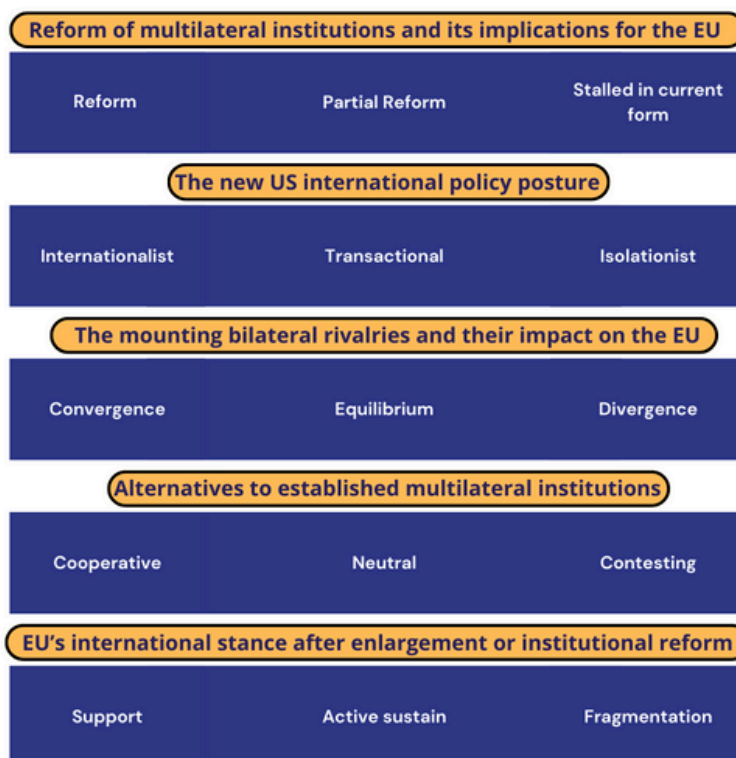 Reform of multilateral institutions and its implications for the EU
Reform
Partial Reform
Stalled in current
form
The new US international policy posture
Internationalist
Transactional
Isolationist
The mounting bilateral rivalries and their impact on the EU
Convergence
Equilibrium
Divergence
Alternatives to established multilateral institutions
Cooperative
Neutral
Contesting
EU's international stance after enlargement or institutional reform
Support
Active sustain
Fragmentation